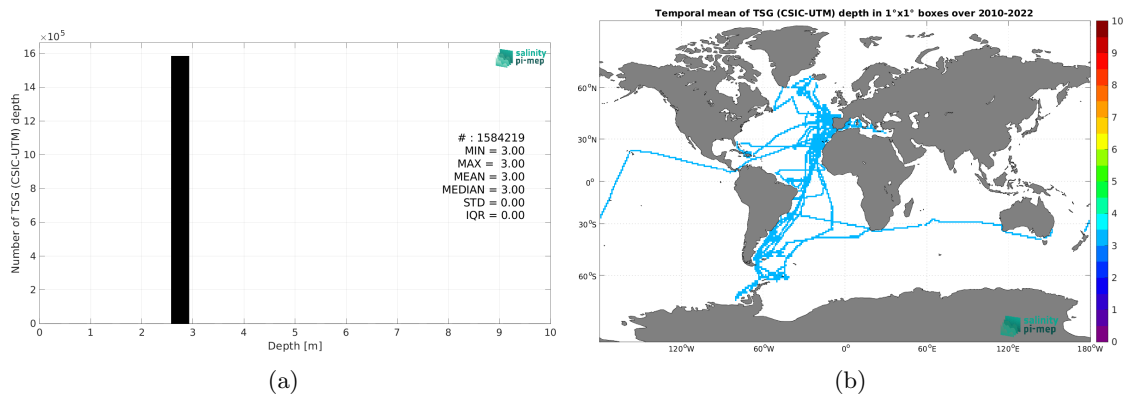 ×10⁵
16
14
12
10
8
6
4
2
0
Number of TSG (CSIC-UTM) depth
0 1 2 3 4 5 6 7 8 9 10
Depth [m]
salinity
pi-mep
# : 1584219
MIN = 3.00
MAX = 3.00
MEAN = 3.00
MEDIAN = 3.00
STD = 0.00
IQR = 0.00
(a)
Temporal mean of TSG (CSIC-UTM) depth in 1°x1° boxes over 2010-2022
60°N
30°N
0°
30°S
60°S
120°W 60°W 0° 60°E 120°E 180°W
salinity
pi-mep
10
9
8
7
6
5
4
3
2
1
0
(b)